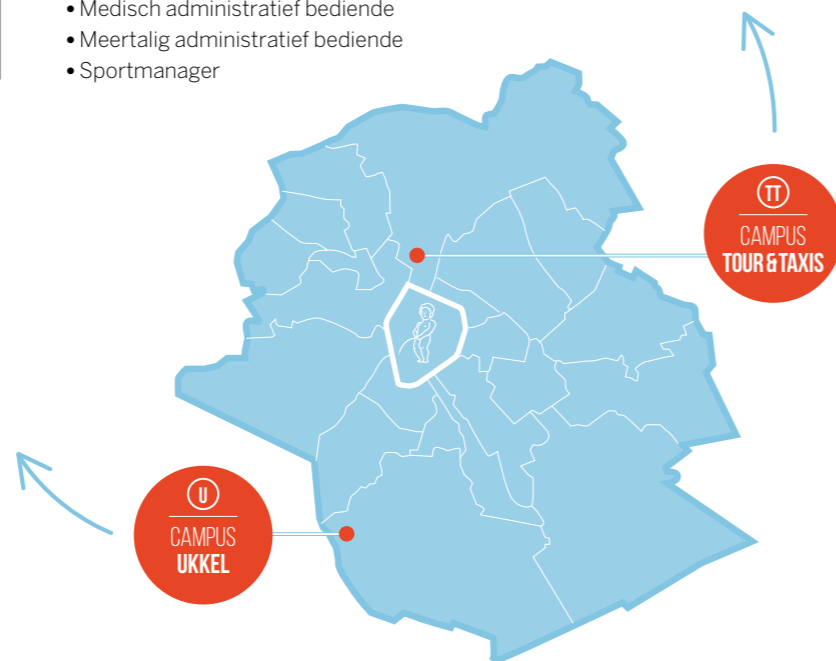 • Medisch administratief bediende
• Meertalig administratief bediende
• Sportmanager
TT
CAMPUS
TOUR & TAXIS
U
CAMPUS
UKKEL